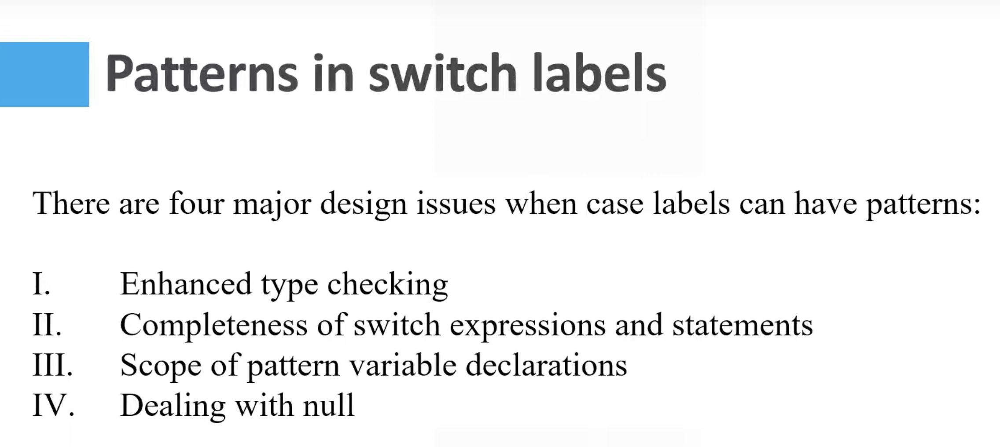 Patterns in switch labels
There are four major design issues when case labels can have patterns:
I. Enhanced type checking
II. Completeness of switch expressions and statements
III. Scope of pattern variable declarations
IV. Dealing with null